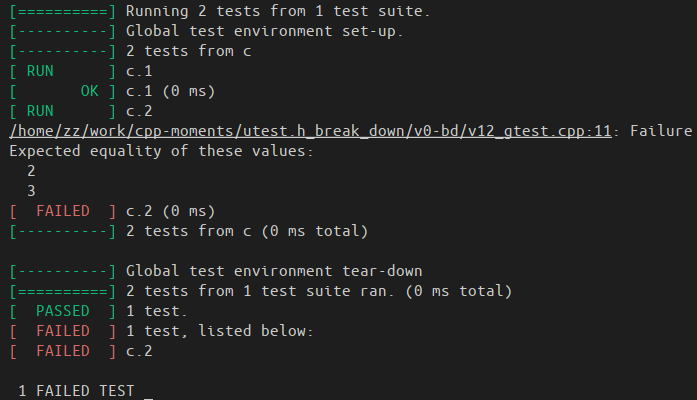 [==========] Running 2 tests from 1 test suite.
[----------] Global test environment set-up.
[----------] 2 tests from c
[ RUN      ] c.1
[       OK ] c.1 (0 ms)
[ RUN      ] c.2
/home/zz/work/cpp-moments/utest.h_break_down/v0-bd/v12_gtest.cpp:11: Failure
Expected equality of these values:
  2
  3
[  FAILED  ] c.2 (0 ms)
[----------] 2 tests from c (0 ms total)

[----------] Global test environment tear-down
[==========] 2 tests from 1 test suite ran. (0 ms total)
[  PASSED  ] 1 test.
[  FAILED  ] 1 test, listed below:
[  FAILED  ] c.2

 1 FAILED TEST